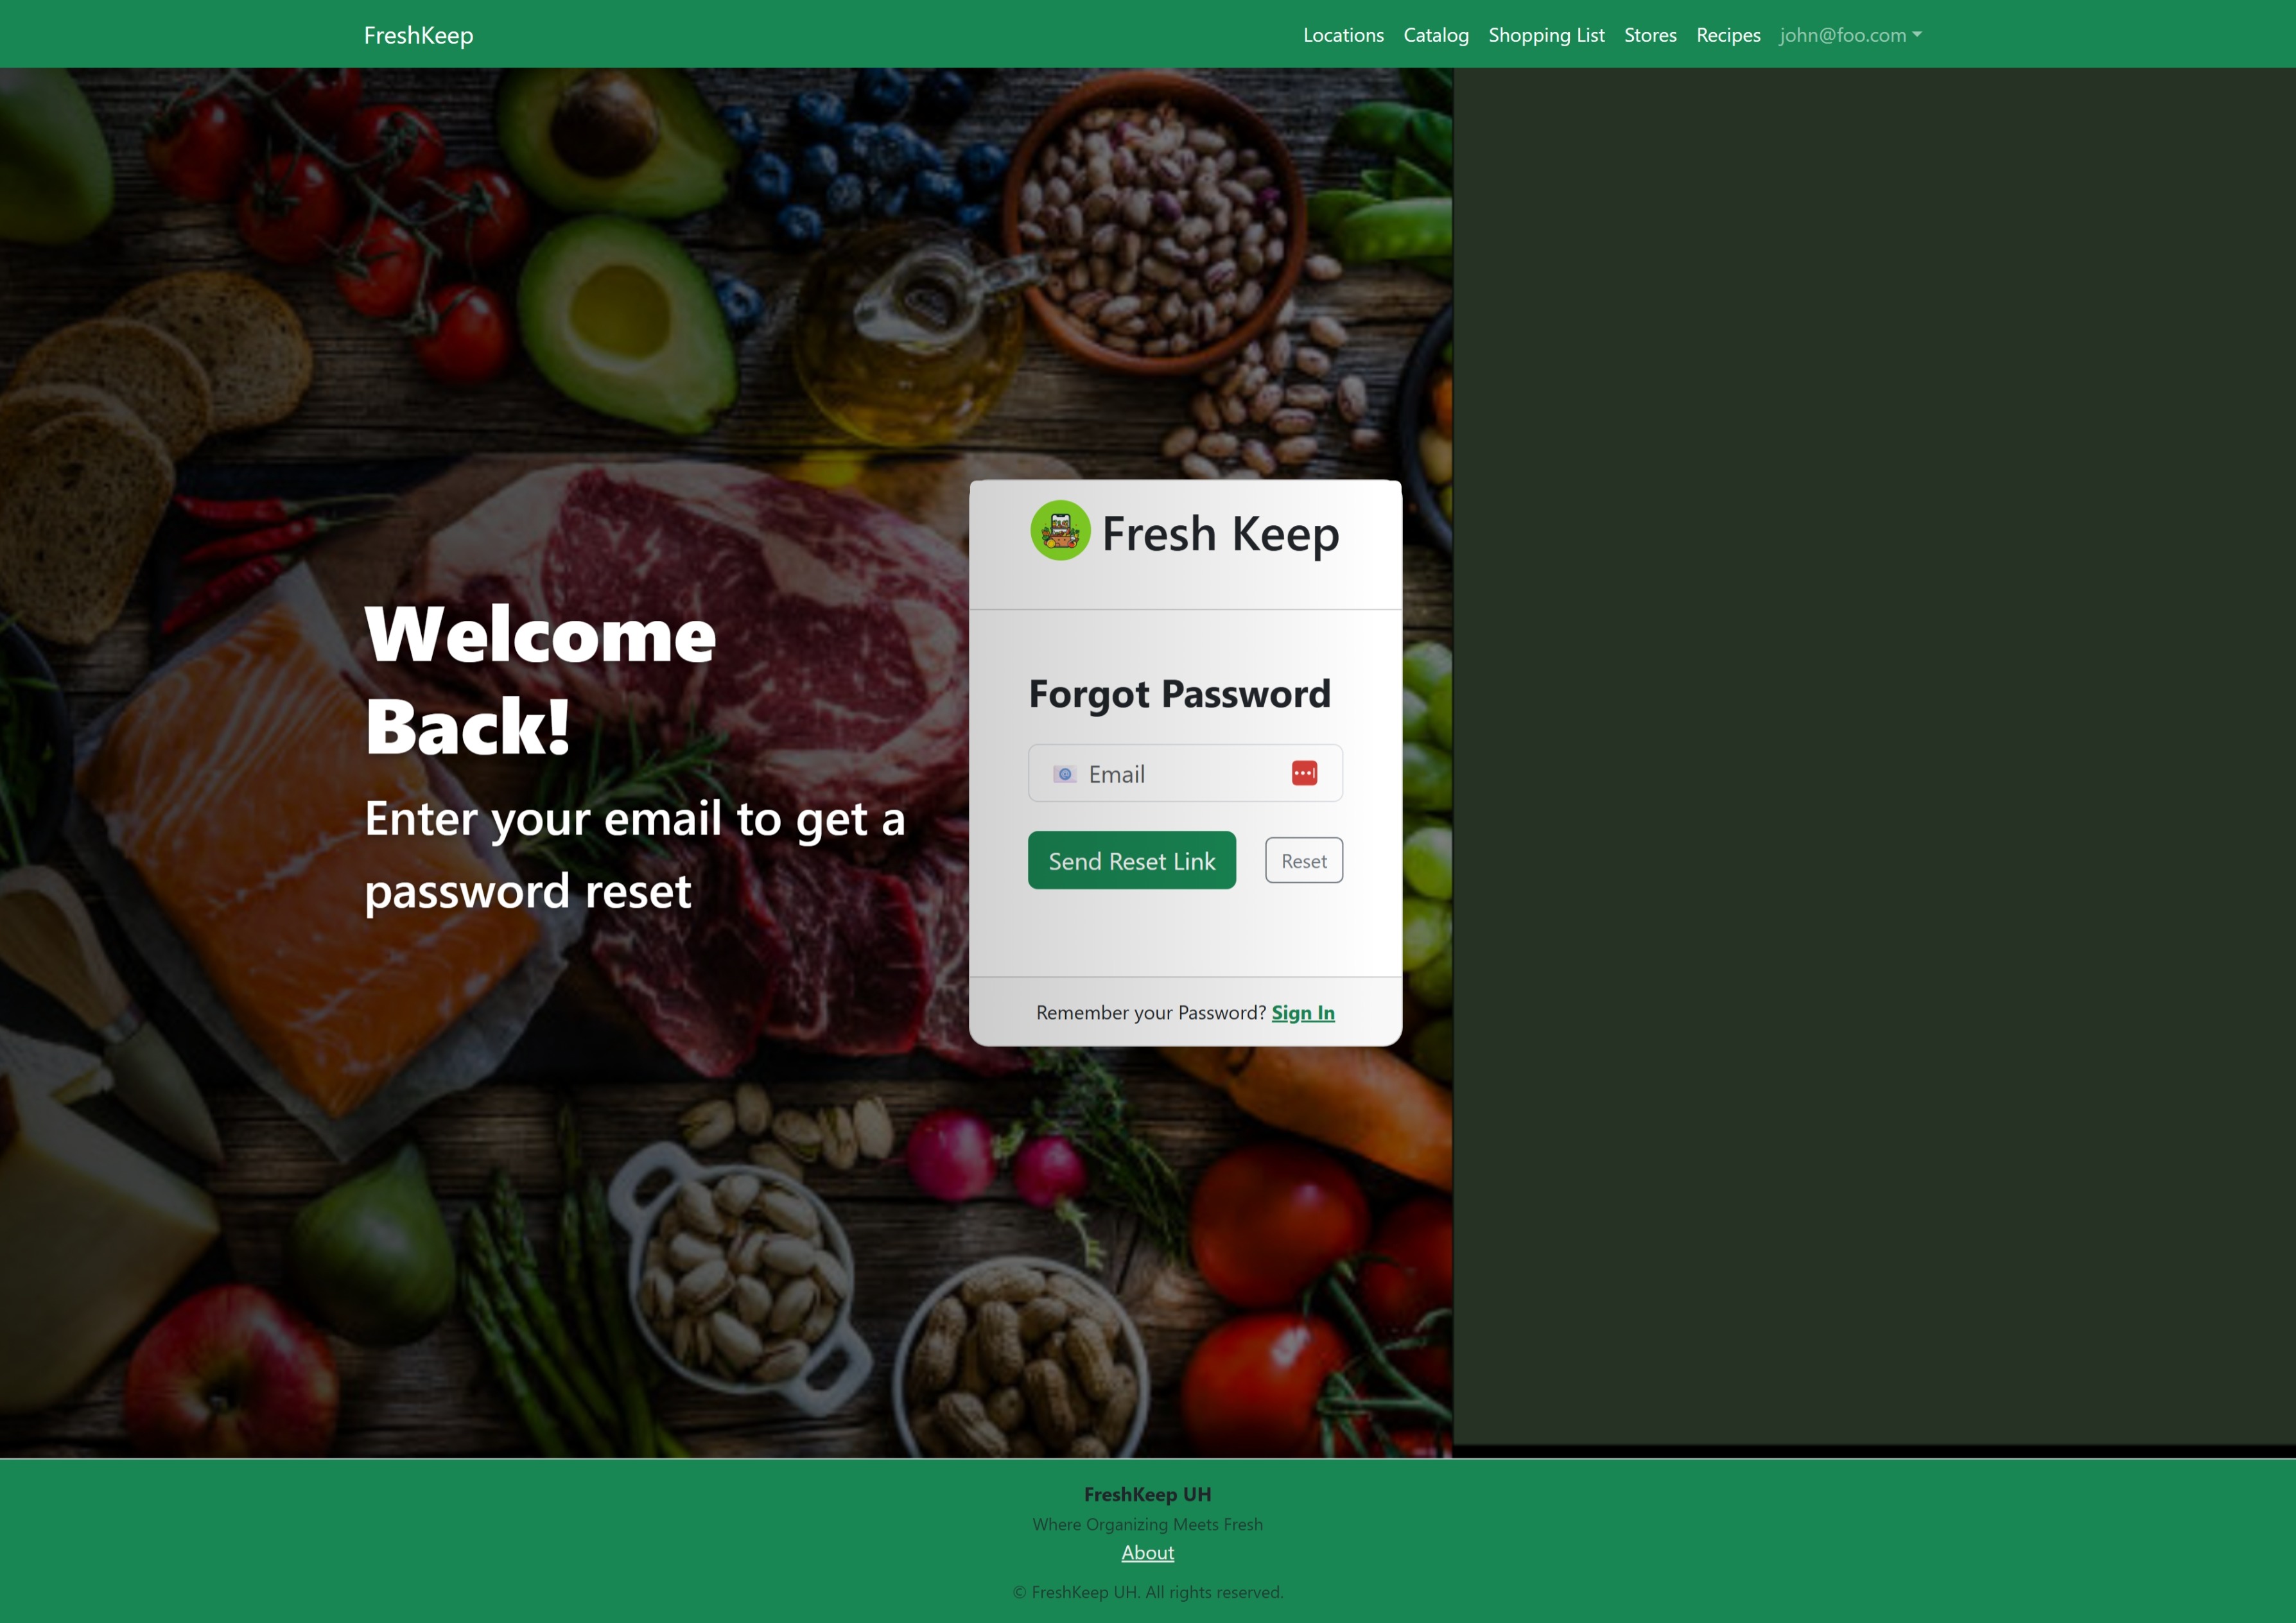 FreshKeep
Locations Catalog Shopping List Stores Recipes john@foo.com
Fresh Keep
Welcome
Back!
Enter your email to get a
password reset
Forgot Password
Email
Send Reset Link Reset
Remember your Password? Sign In
FreshKeep UH
Where Organizing Meets Fresh
About
© FreshKeep UH. All rights reserved.